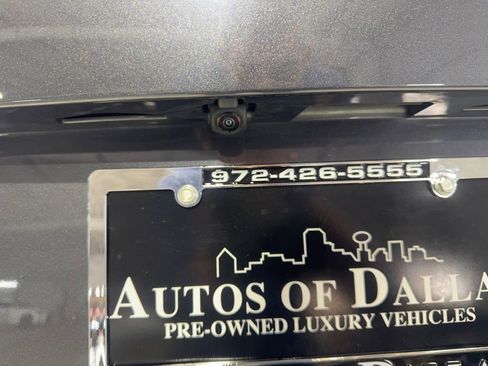 972-426-5555
AUTOS OF DALLA
PRE-OWNED LUXURY VEHICLES